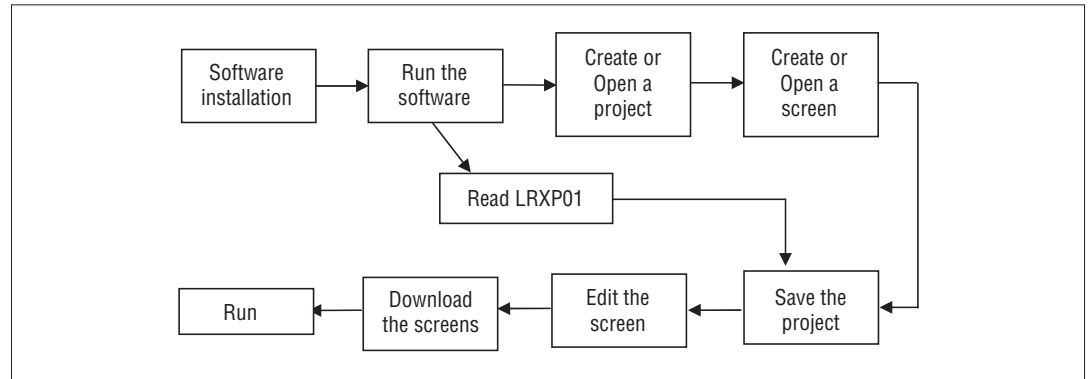 Software
installation
Run the
software
Create or
Open a
project
Create or
Open a
screen
Read LRXP01
Save the
project
Edit the
screen
Download
the screens
Run